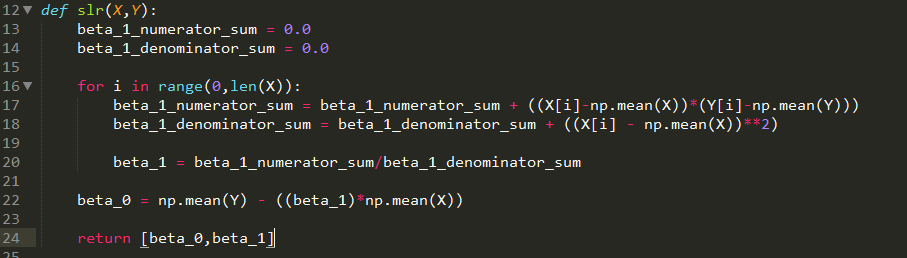 12 def slr(X,Y):
13     beta_1_numerator_sum = 0.0
14     beta_1_denominator_sum = 0.0
15
16     for i in range(0,len(X)):
17         beta_1_numerator_sum = beta_1_numerator_sum + ((X[i]-np.mean(X))*(Y[i]-np.mean(Y)))
18         beta_1_denominator_sum = beta_1_denominator_sum + ((X[i] - np.mean(X))**2)
19
20         beta_1 = beta_1_numerator_sum/beta_1_denominator_sum
21
22     beta_0 = np.mean(Y) - ((beta_1)*np.mean(X))
23
24     return [beta_0,beta_1]
25